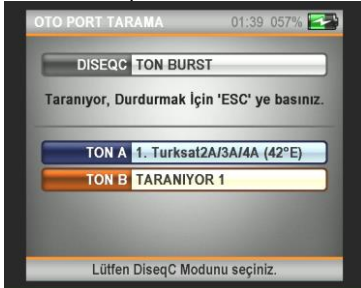 OTO PORT TARAMA 01:39 057%
DISEQC TON BURST
Taranıyor, Durdurmak İçin 'ESC' ye basınız.
TON A 1. Turksat2A/3A/4A (42°E)
TON B TARANIYOR 1
Lütfen DiseqC Modunu seçiniz.